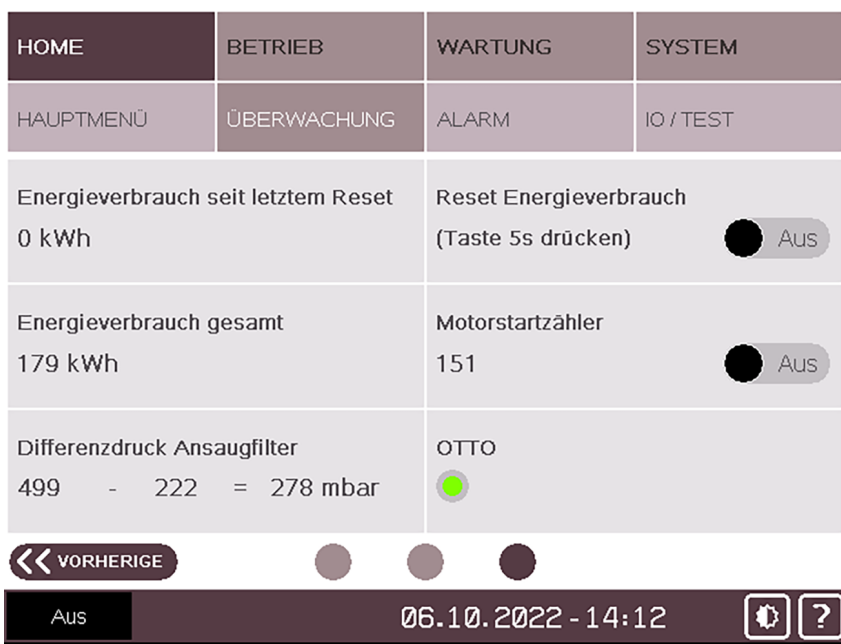 HOME BETRIEB WARTUNG SYSTEM
HAUPTMENÜ ÜBERWACHUNG ALARM IO / TEST
Energieverbrauch seit letztem Reset
0 kWh
Reset Energieverbrauch
(Taste 5s drücken) Aus
Energieverbrauch gesamt
179 kWh
Motorstartzähler
151 Aus
Differenzdruck Ansaugfilter
499 - 222 = 278 mbar
OTTO
VORHERIGE
Aus 06.10.2022 - 14:12 ?